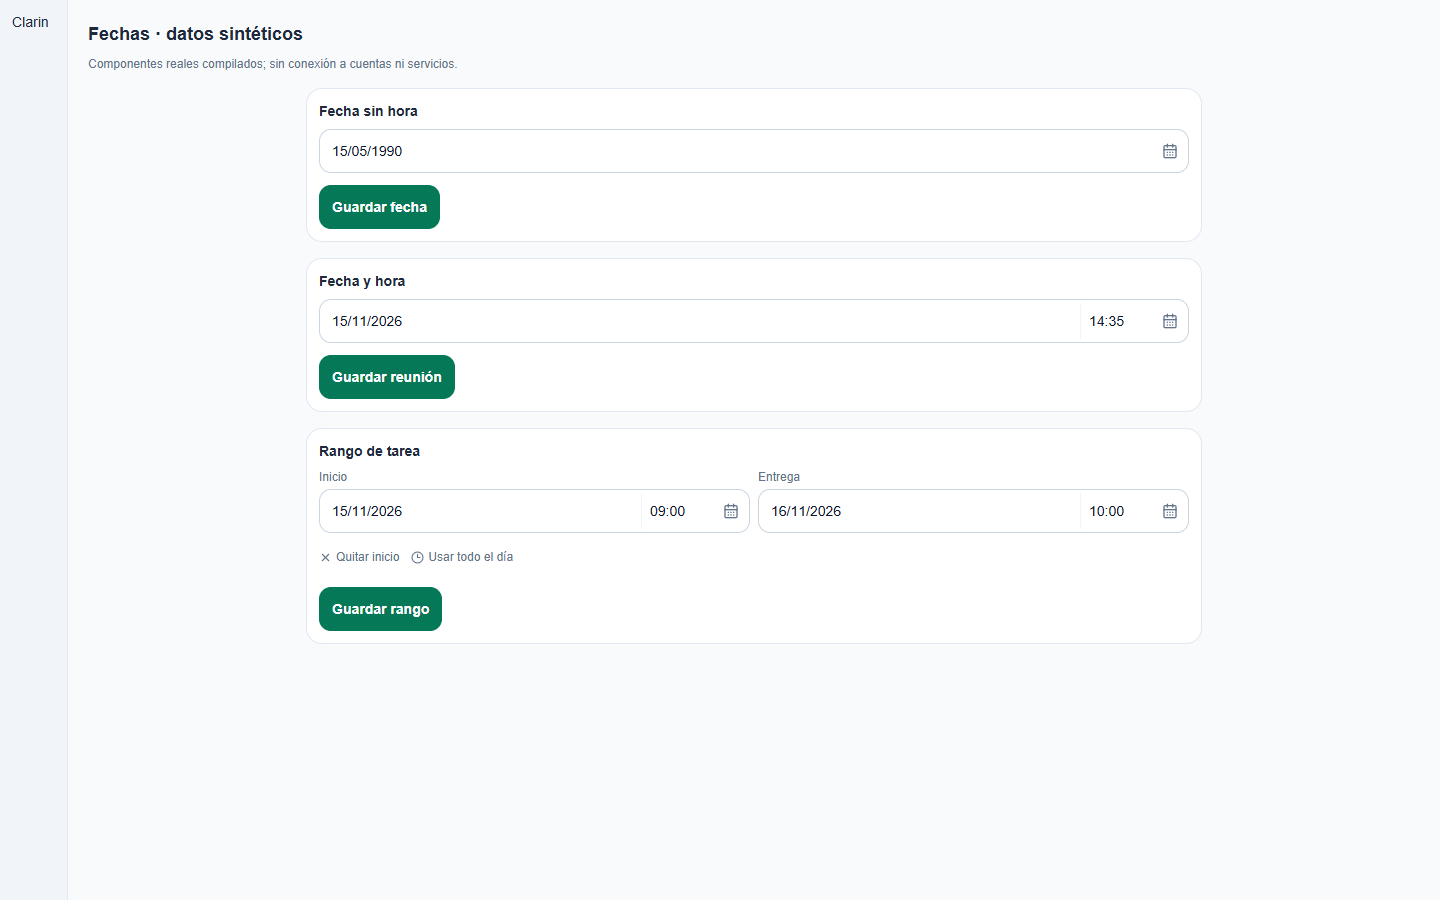 Clarin
Fechas · datos sintéticos
Componentes reales compilados; sin conexión a cuentas ni servicios.
Fecha sin hora
15/05/1990
Guardar fecha
Fecha y hora
15/11/2026 14:35
Guardar reunión
Rango de tarea
Inicio Entrega
15/11/2026 09:00 16/11/2026 10:00
Quitar inicio Usar todo el día
Guardar rango